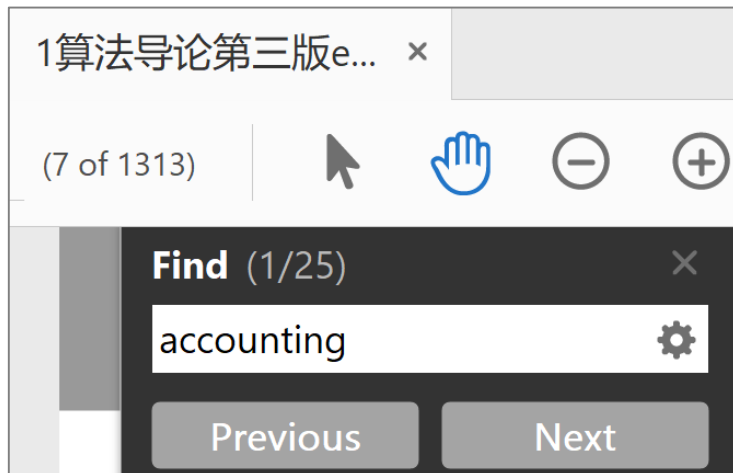 1算法导论第三版e... ×
(7 of 1313)
Find (1/25)
accounting
Previous Next